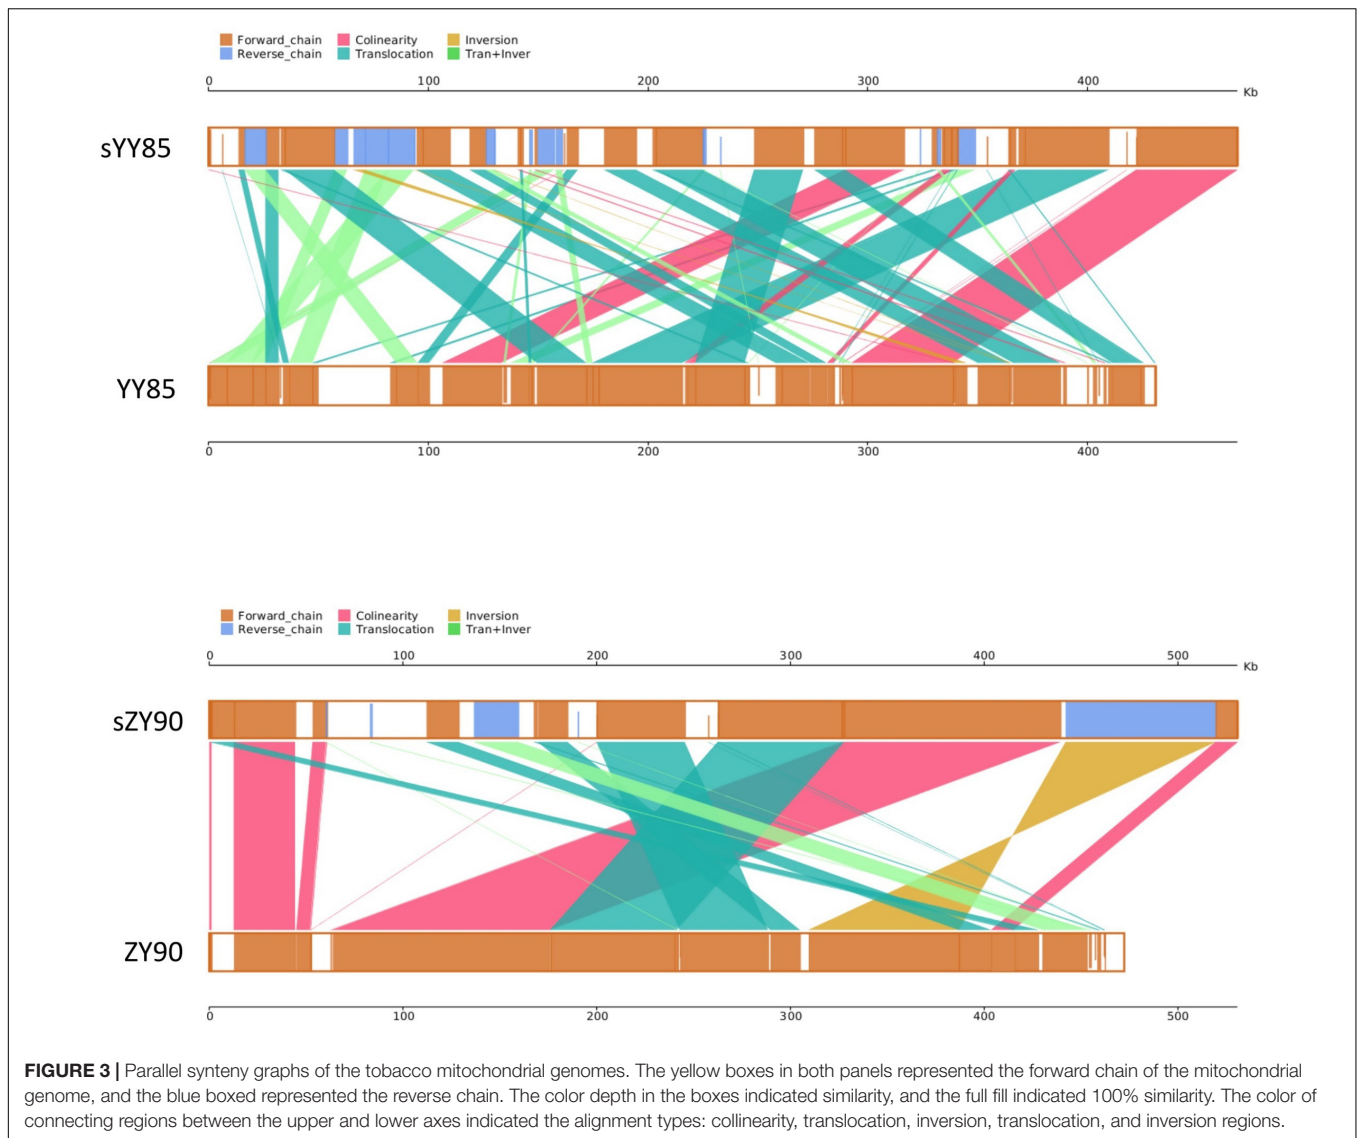 Forward_chain Colinearity Inversion
Reverse_chain Translocation Tran+Inver
0 100 200 300 400 Kb
sYY85
YY85
0 100 200 300 400
Forward_chain Colinearity Inversion
Reverse_chain Translocation Tran+Inver
0 100 200 300 400 500 Kb
sZY90
ZY90
0 100 200 300 400 500
FIGURE 3 | Parallel synteny graphs of the tobacco mitochondrial genomes. The yellow boxes in both panels represented the forward chain of the mitochondrial
genome, and the blue boxed represented the reverse chain. The color depth in the boxes indicated similarity, and the full fill indicated 100% similarity. The color of
connecting regions between the upper and lower axes indicated the alignment types: collinearity, translocation, inversion, translocation, and inversion regions.